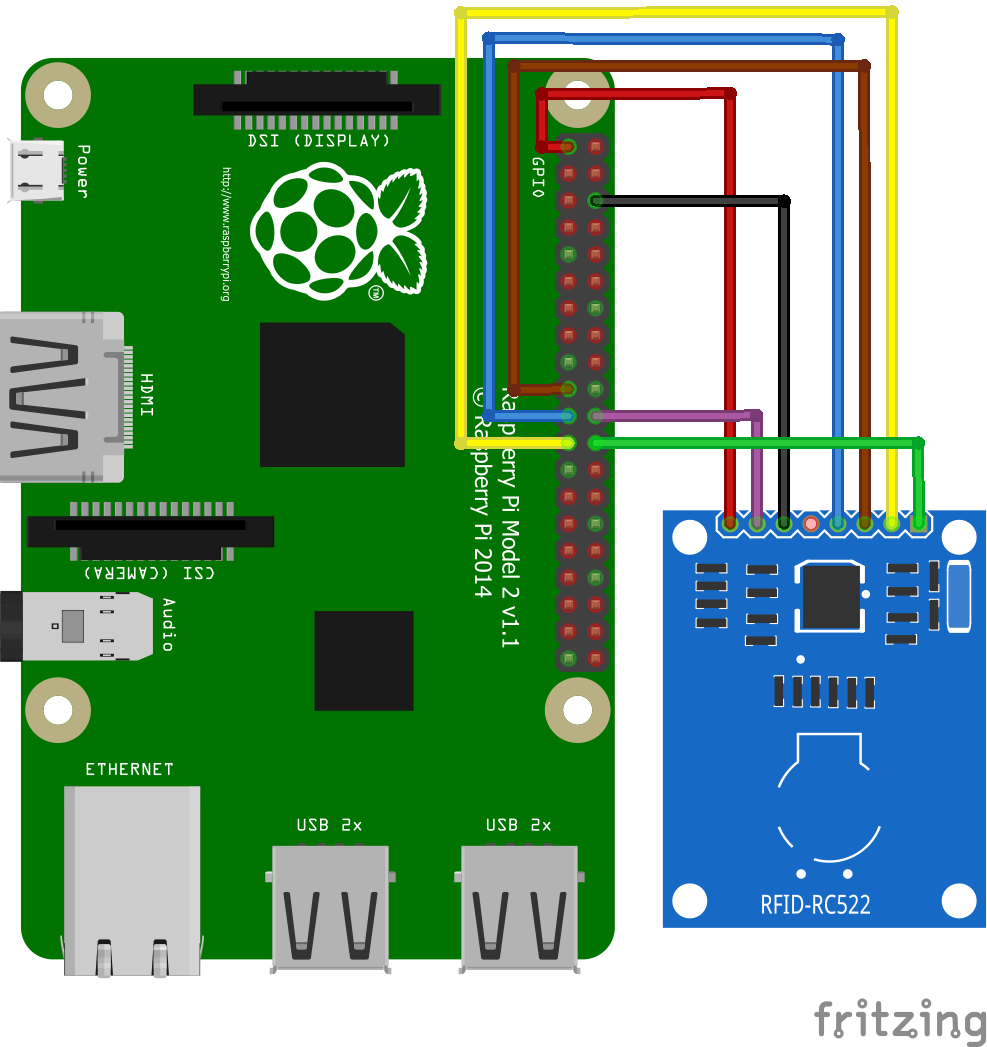 DSI (DISPLAY)
Power
http://www.raspberrypi.org
GPIO
TM
HDMI
Raspberry Pi Model 2 v1.1
© Raspberry Pi 2014
CSI (CAMERA)
Audio
ETHERNET
USB 2x
USB 2x
RFID-RC522
fritzing